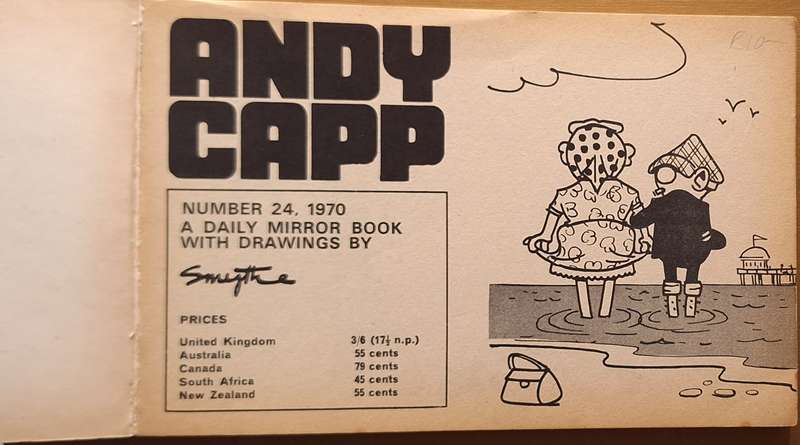 ANDY
CAPP
NUMBER 24, 1970
A DAILY MIRROR BOOK
WITH DRAWINGS BY
Smythe
PRICES
United Kingdom 3/6 (17½ n.p.)
Australia 55 cents
Canada 79 cents
South Africa 45 cents
New Zealand 55 cents